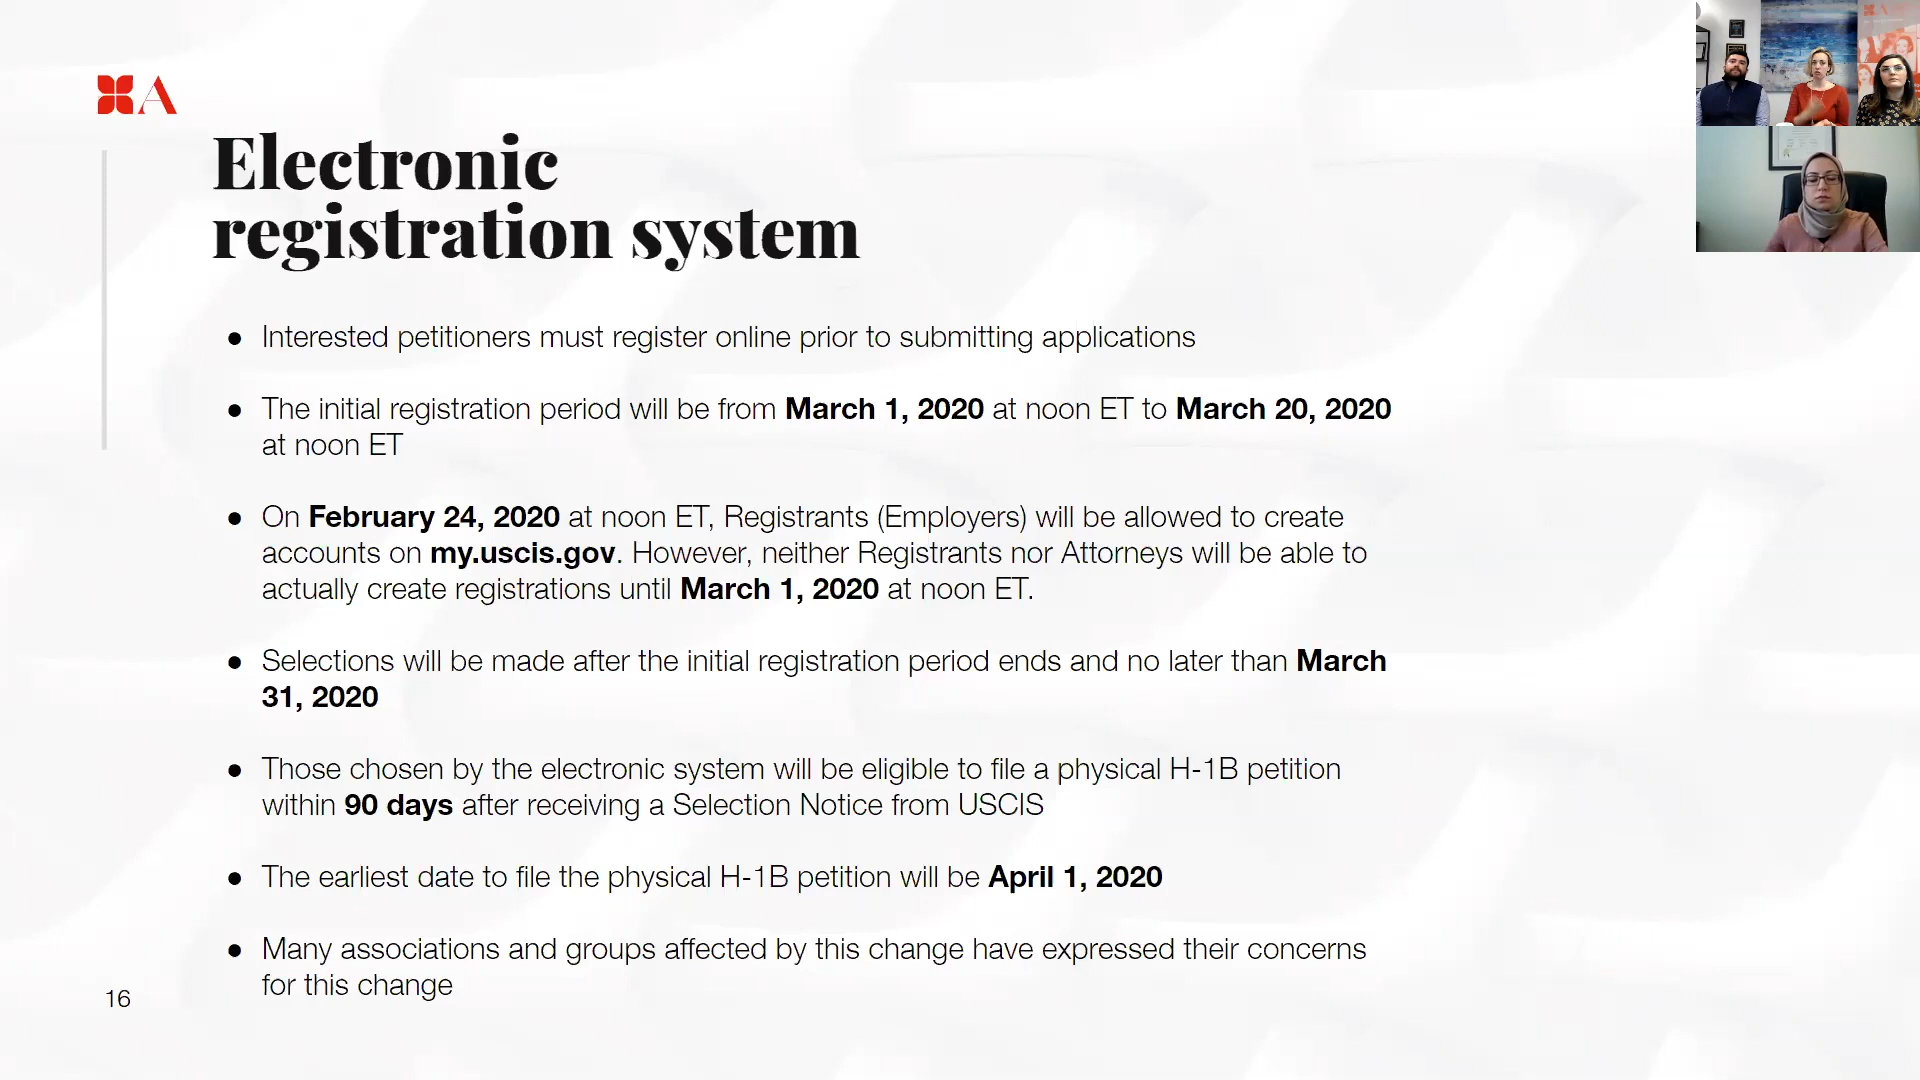 A
Electronic
registration system
● Interested petitioners must register online prior to submitting applications
● The initial registration period will be from March 1, 2020 at noon ET to March 20, 2020
at noon ET
● On February 24, 2020 at noon ET, Registrants (Employers) will be allowed to create
accounts on my.uscis.gov. However, neither Registrants nor Attorneys will be able to
actually create registrations until March 1, 2020 at noon ET.
● Selections will be made after the initial registration period ends and no later than March
31, 2020
● Those chosen by the electronic system will be eligible to file a physical H-1B petition
within 90 days after receiving a Selection Notice from USCIS
● The earliest date to file the physical H-1B petition will be April 1, 2020
● Many associations and groups affected by this change have expressed their concerns
for this change
16